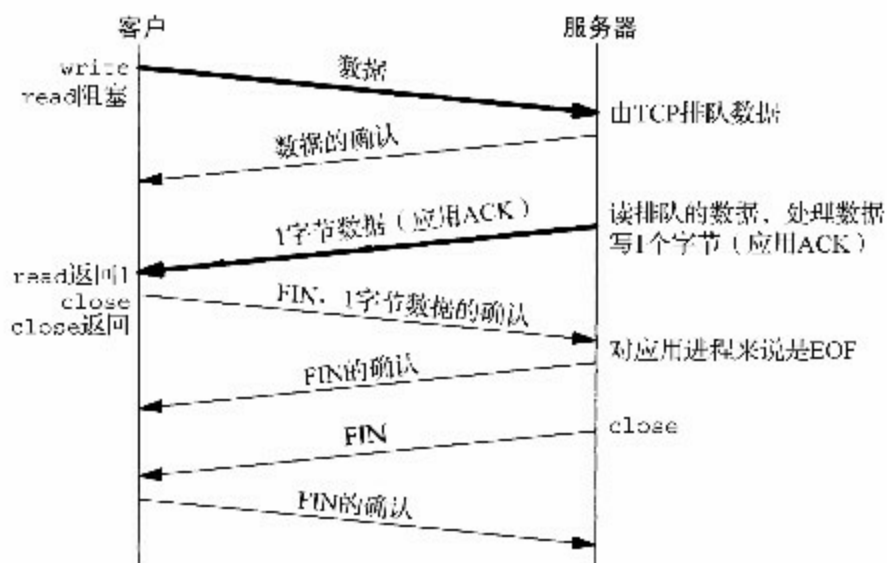 客户
服务器
write
read阻塞
数据
由TCP排队数据
数据的确认
1字节数据（应用ACK）
读排队的数据，处理数据
写1个字节（应用ACK）
read返回1
close
close返回
FIN，1字节数据的确认
对应用进程来说是EOF
FIN的确认
close
FIN
FIN的确认